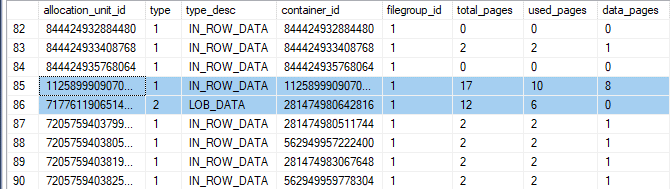 allocation_unit_id type type_desc container_id filegroup_id total_pages used_pages data_pages
82 844424932884480 1 IN_ROW_DATA 844424932884480 1 0 0 0
83 844424933408768 1 IN_ROW_DATA 844424933408768 1 2 2 1
84 844424935768064 1 IN_ROW_DATA 844424935768064 1 0 0 0
85 1125899909070... 1 IN_ROW_DATA 1125899909070... 1 17 10 8
86 7177611906514... 2 LOB_DATA 281474980642816 1 12 6 0
87 7205759403799... 1 IN_ROW_DATA 281474980511744 1 2 2 1
88 7205759403805... 1 IN_ROW_DATA 562949957222400 1 2 2 1
89 7205759403819... 1 IN_ROW_DATA 281474983067648 1 2 2 1
90 7205759403825... 1 IN_ROW_DATA 562949959778304 1 2 2 1